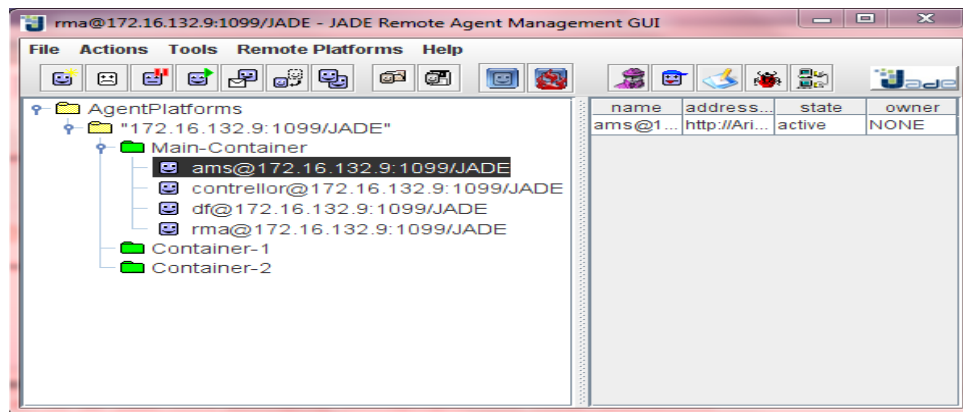 rma@172.16.132.9:1099/JADE - JADE Remote Agent Management GUI
File Actions Tools Remote Platforms Help
Jade
AgentPlatforms
"172.16.132.9:1099/JADE"
Main-Container
ams@172.16.132.9:1099/JADE
contrellor@172.16.132.9:1099/JADE
df@172.16.132.9:1099/JADE
rma@172.16.132.9:1099/JADE
Container-1
Container-2
name address... state owner
ams@1... http://Ari... active NONE